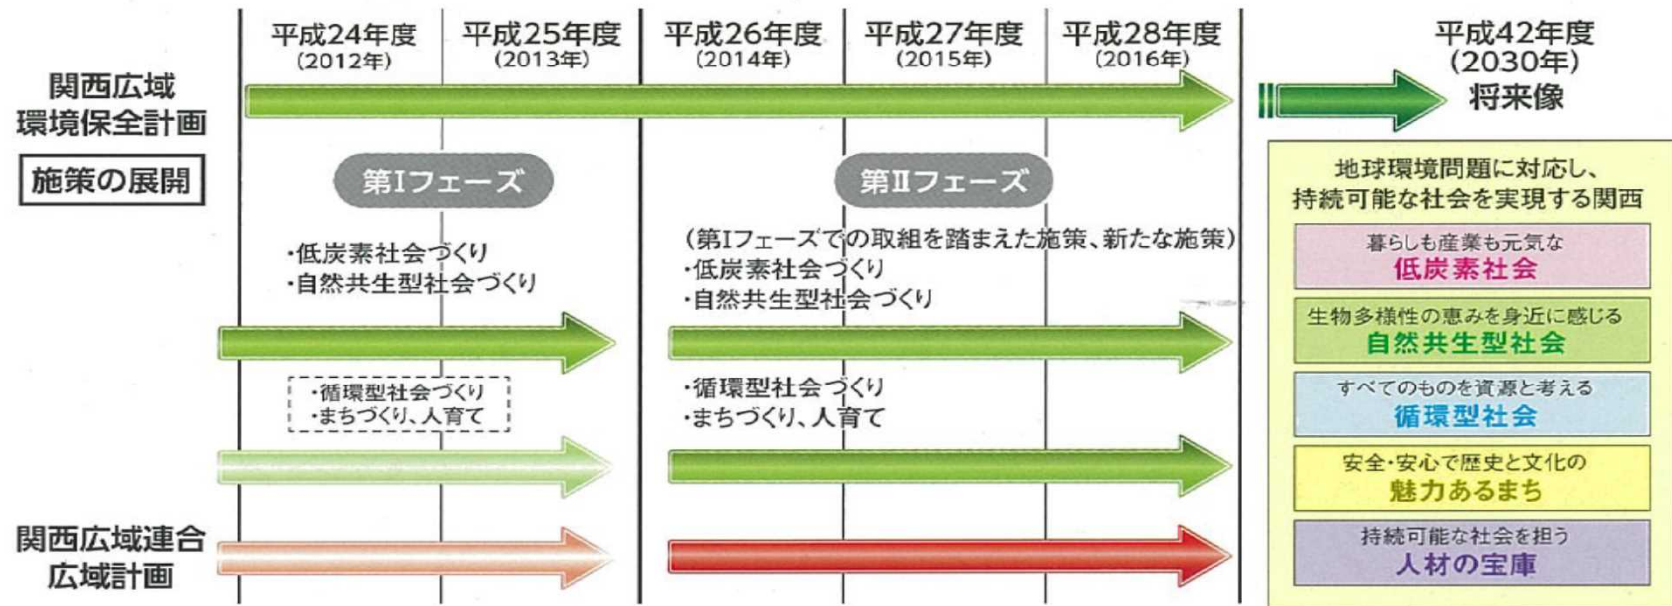 平成24年度
(2012年)
平成25年度
(2013年)
平成26年度
(2014年)
平成27年度
(2015年)
平成28年度
(2016年)
平成42年度
(2030年)
将来像
関西広域
環境保全計画
施策の展開
第Ⅰフェーズ
第Ⅱフェーズ
・低炭素社会づくり
・自然共生型社会づくり
(第Ⅰフェーズでの取組を踏まえた施策、新たな施策)
・低炭素社会づくり
・自然共生型社会づくり
・循環型社会づくり
・まちづくり、人育て
・循環型社会づくり
・まちづくり、人育て
関西広域連合
広域計画
地球環境問題に対応し、
持続可能な社会を実現する関西
暮らしも産業も元気な
低炭素社会
生物多様性の恵みを身近に感じる
自然共生型社会
すべてのものを資源と考える
循環型社会
安全・安心で歴史と文化の
魅力あるまち
持続可能な社会を担う
人材の宝庫